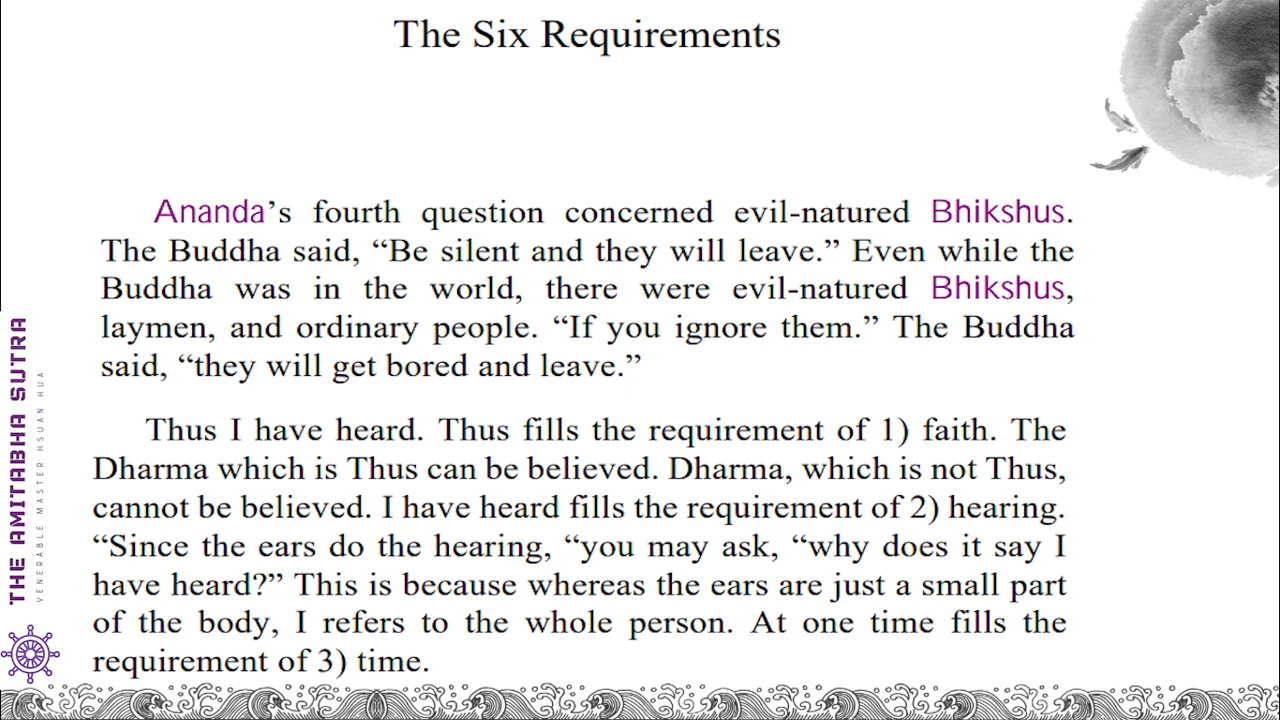 The Six Requirements
Ananda’s fourth question concerned evil-natured Bhikshus.
The Buddha said, “Be silent and they will leave.” Even while the
Buddha was in the world, there were evil-natured Bhikshus,
laymen, and ordinary people. “If you ignore them.” The Buddha
said, “they will get bored and leave.”
Thus I have heard. Thus fills the requirement of 1) faith. The
Dharma which is Thus can be believed. Dharma, which is not Thus,
cannot be believed. I have heard fills the requirement of 2) hearing.
“Since the ears do the hearing, “you may ask, “why does it say I
have heard?” This is because whereas the ears are just a small part
of the body, I refers to the whole person. At one time fills the
requirement of 3) time.
THE AMITABHA SUTRA
VENERABLE MASTER HSUAN HUA